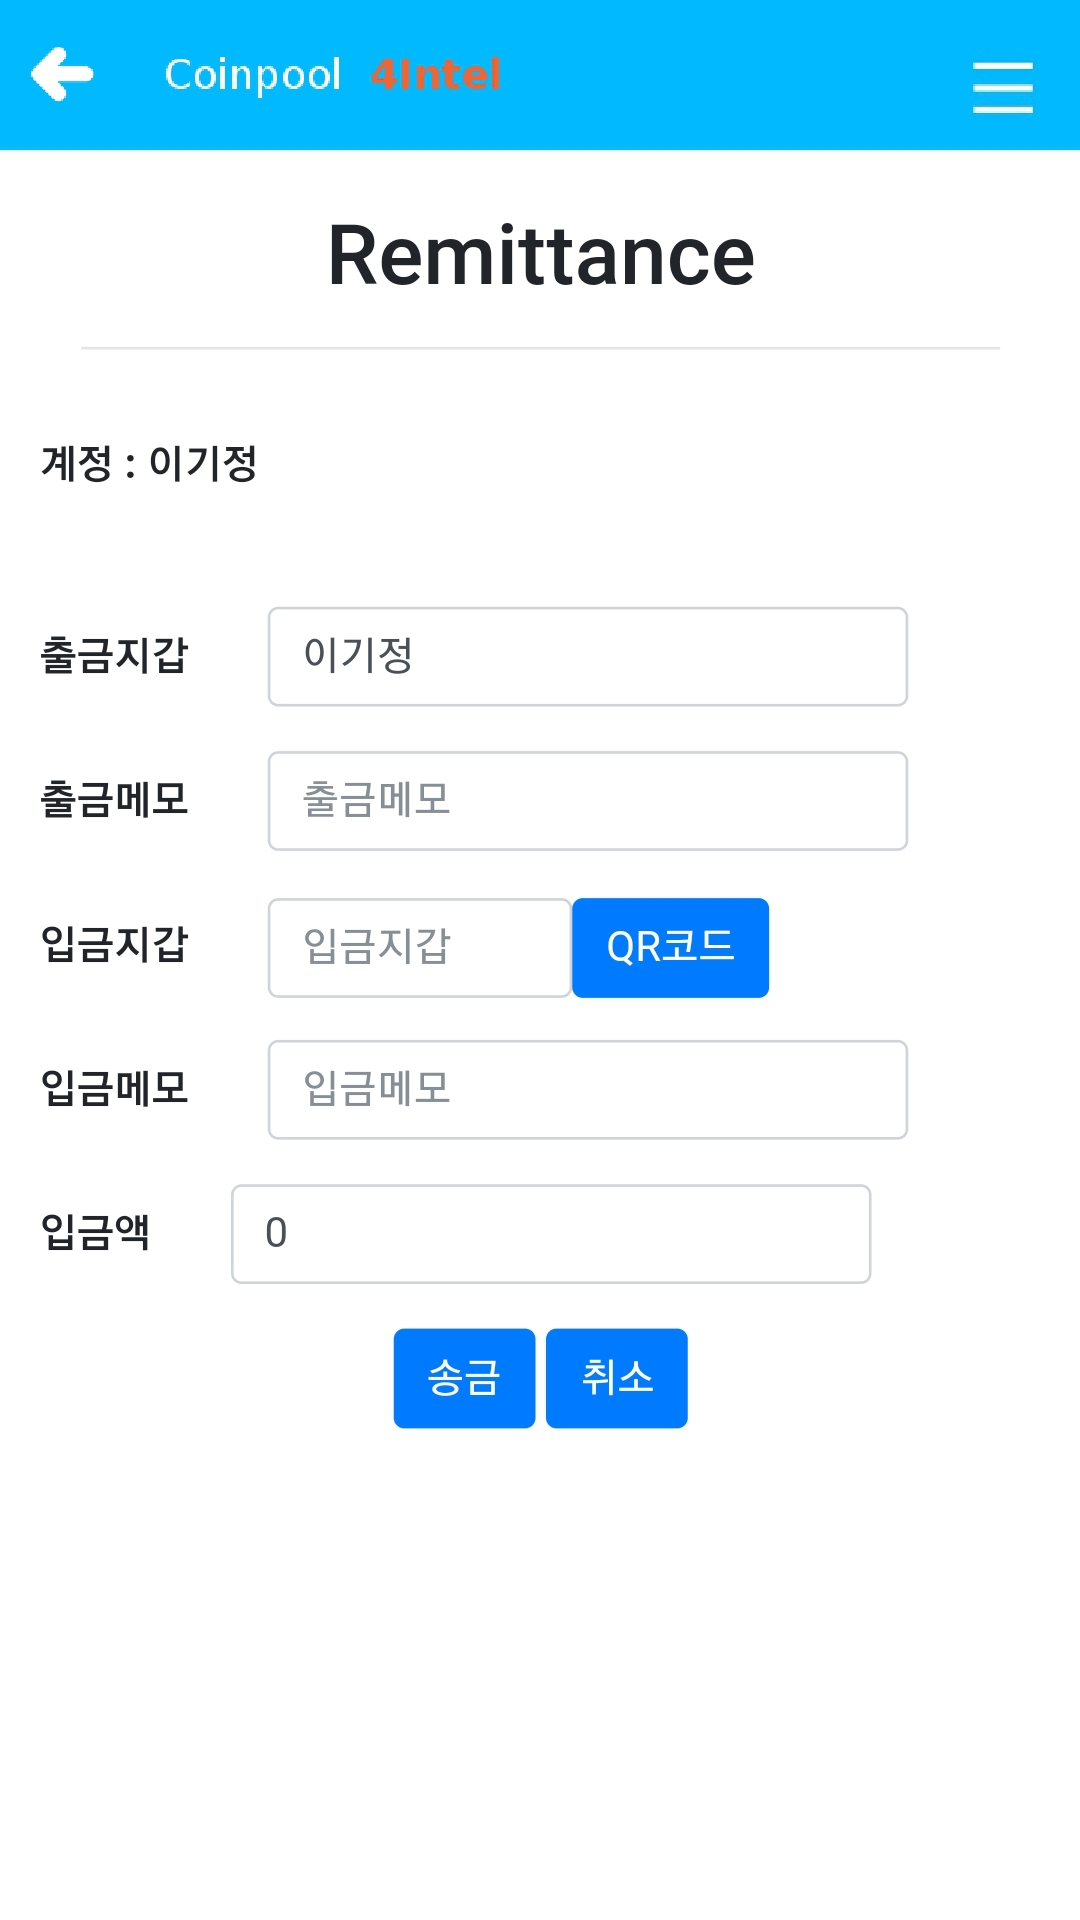 Coinpool 4Intel
Remittance
계정 : 이기정
출금지갑 이기정
출금메모 출금메모
입금지갑 입금지갑 QR코드
입금메모 입금메모
입금액 0
송금 취소